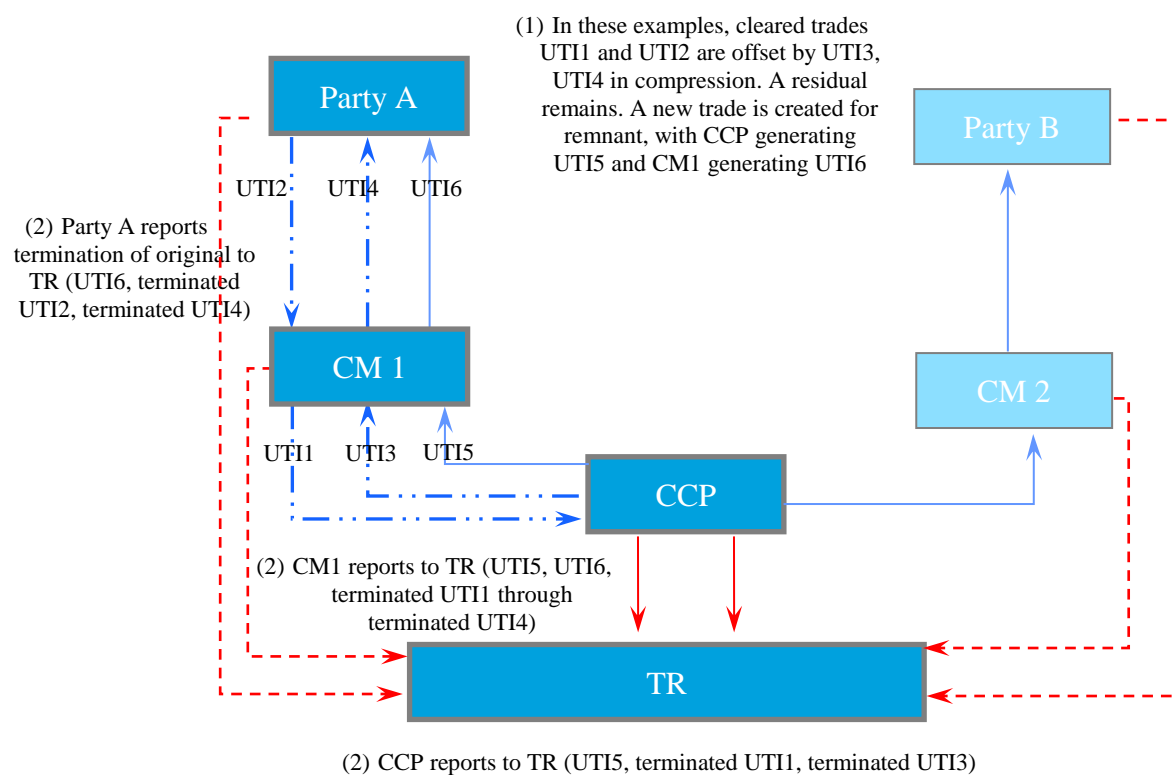 (1) In these examples, cleared trades
UTI1 and UTI2 are offset by UTI3,
UTI4 in compression. A residual
remains. A new trade is created for
remnant, with CCP generating
UTI5 and CM1 generating UTI6
Party A
Party B
UTI2
UTI4
UTI6
(2) Party A reports
termination of original to
TR (UTI6, terminated
UTI2, terminated UTI4)
CM 1
CM 2
UTI1
UTI3
UTI5
CCP
(2) CM1 reports to TR (UTI5, UTI6,
terminated UTI1 through
terminated UTI4)
TR
(2) CCP reports to TR (UTI5, terminated UTI1, terminated UTI3)